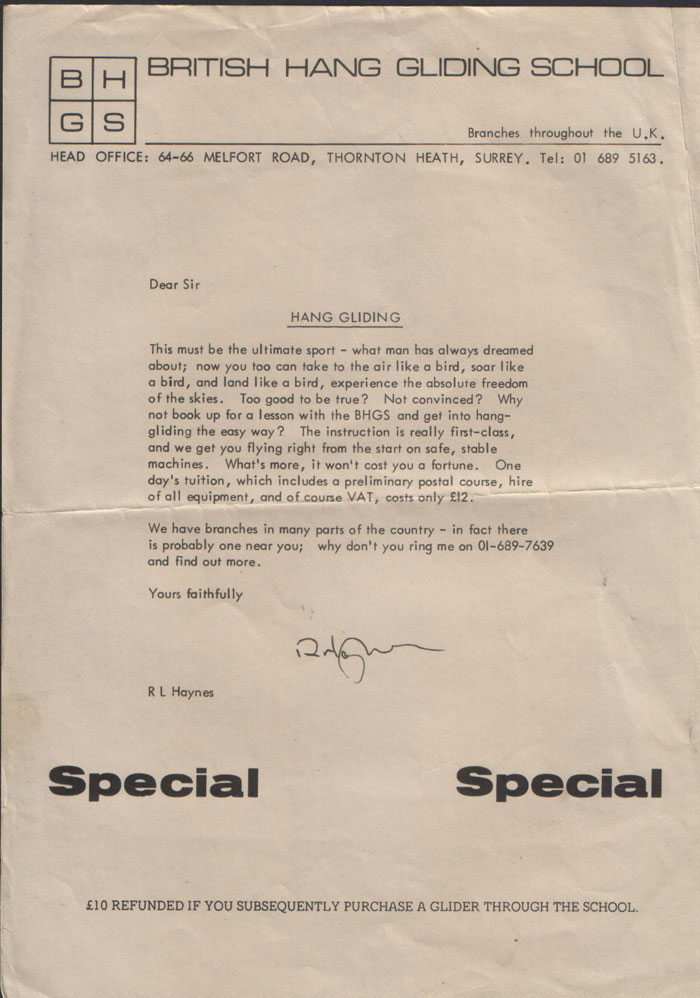 BH
GS
BRITISH HANG GLIDING SCHOOL
Branches throughout the U.K.
HEAD OFFICE: 64-66 MELFORT ROAD, THORNTON HEATH, SURREY. Tel: 01 689 5163.
Dear Sir
HANG GLIDING
This must be the ultimate sport - what man has always dreamed
about; now you too can take to the air like a bird, soar like
a bird, and land like a bird, experience the absolute freedom
of the skies. Too good to be true? Not convinced? Why
not book up for a lesson with the BHGS and get into hang-
gliding the easy way? The instruction is really first-class,
and we get you flying right from the start on safe, stable
machines. What's more, it won't cost you a fortune. One
day's tuition, which includes a preliminary postal course, hire
of all equipment, and of course VAT, costs only £12.
We have branches in many parts of the country - in fact there
is probably one near you; why don't you ring me on 01-689-7639
and find out more.
Yours faithfully
R L Haynes
Special Special
£10 REFUNDED IF YOU SUBSEQUENTLY PURCHASE A GLIDER THROUGH THE SCHOOL.